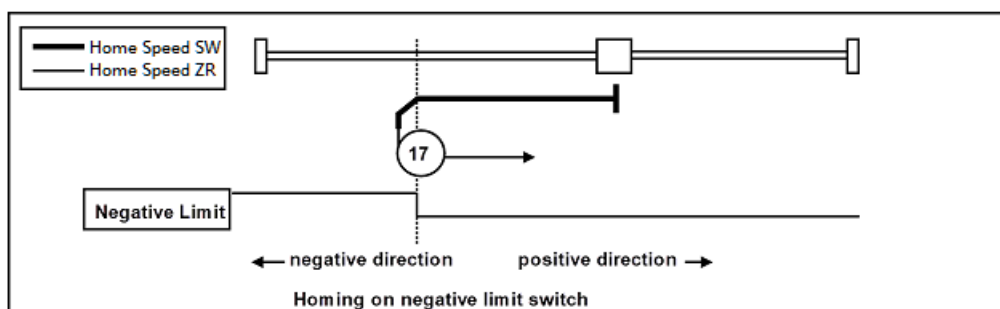 Home Speed SW
Home Speed ZR
17
Negative Limit
negative direction
positive direction
Homing on negative limit switch